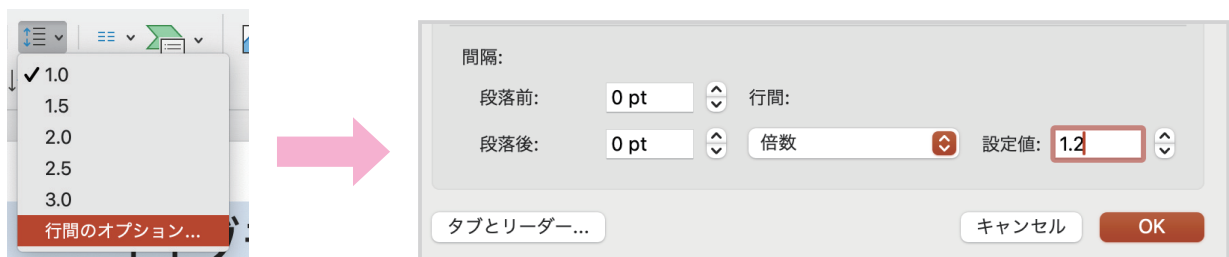 1.0
1.5
2.0
2.5
3.0
行間のオプション...
間隔:
段落前: 0 pt 行間:
段落後: 0 pt 倍数 設定値: 1.2
タブとリーダー... キャンセル OK